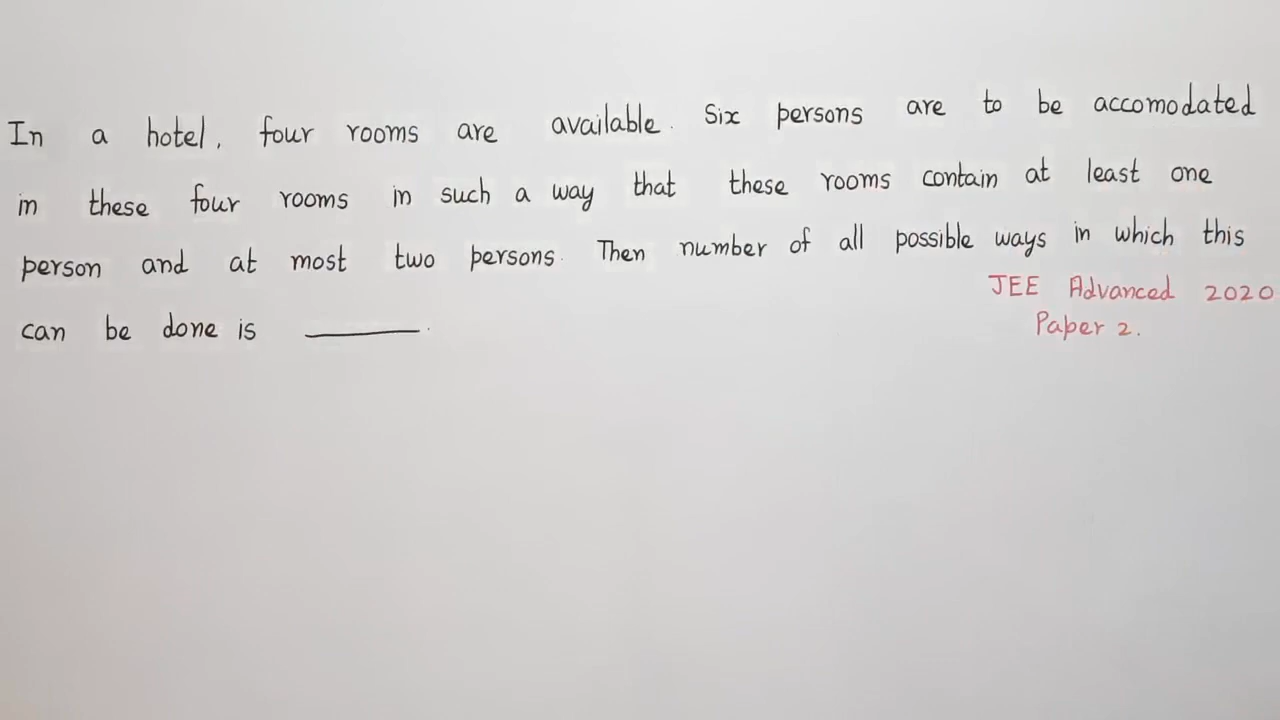 In a hotel, four rooms are available. Six persons are to be accomodated
in these four rooms in such a way that these rooms contain at least one
person and at most two persons. Then number of all possible ways in which this
JEE Advanced 2020
can be done is ______.
Paper 2.